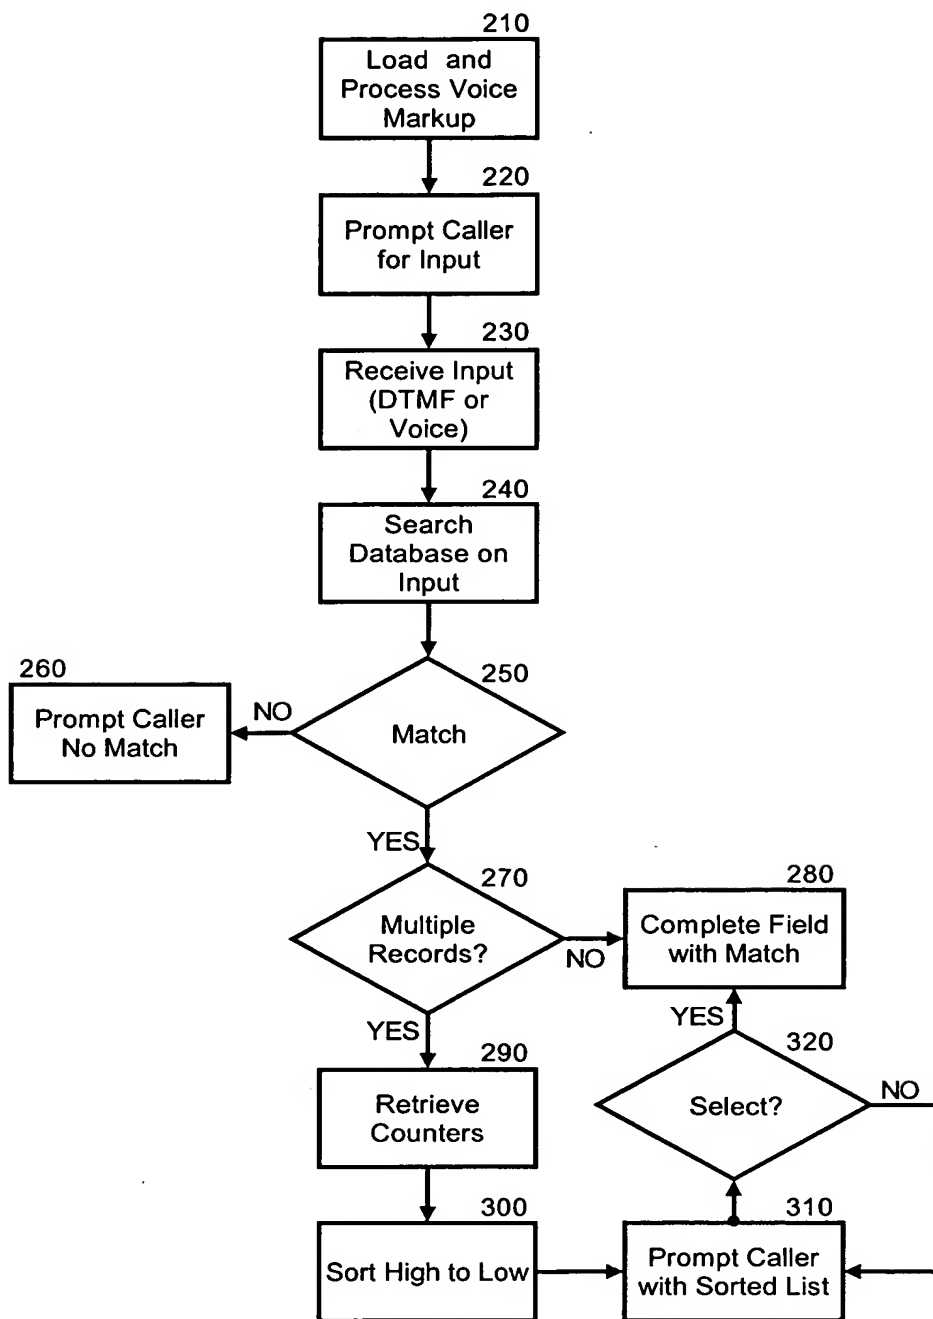 210
Load and
Process Voice
Markup
220
Prompt Caller
for Input
230
Receive Input
(DTMF or
Voice)
240
Search
Database on
Input
260
Prompt Caller
No Match
NO
250
Match
YES
270
Multiple
Records?
NO
280
Complete Field
with Match
YES
290
Retrieve
Counters
YES
320
Select?
NO
300
Sort High to Low
310
Prompt Caller
with Sorted List